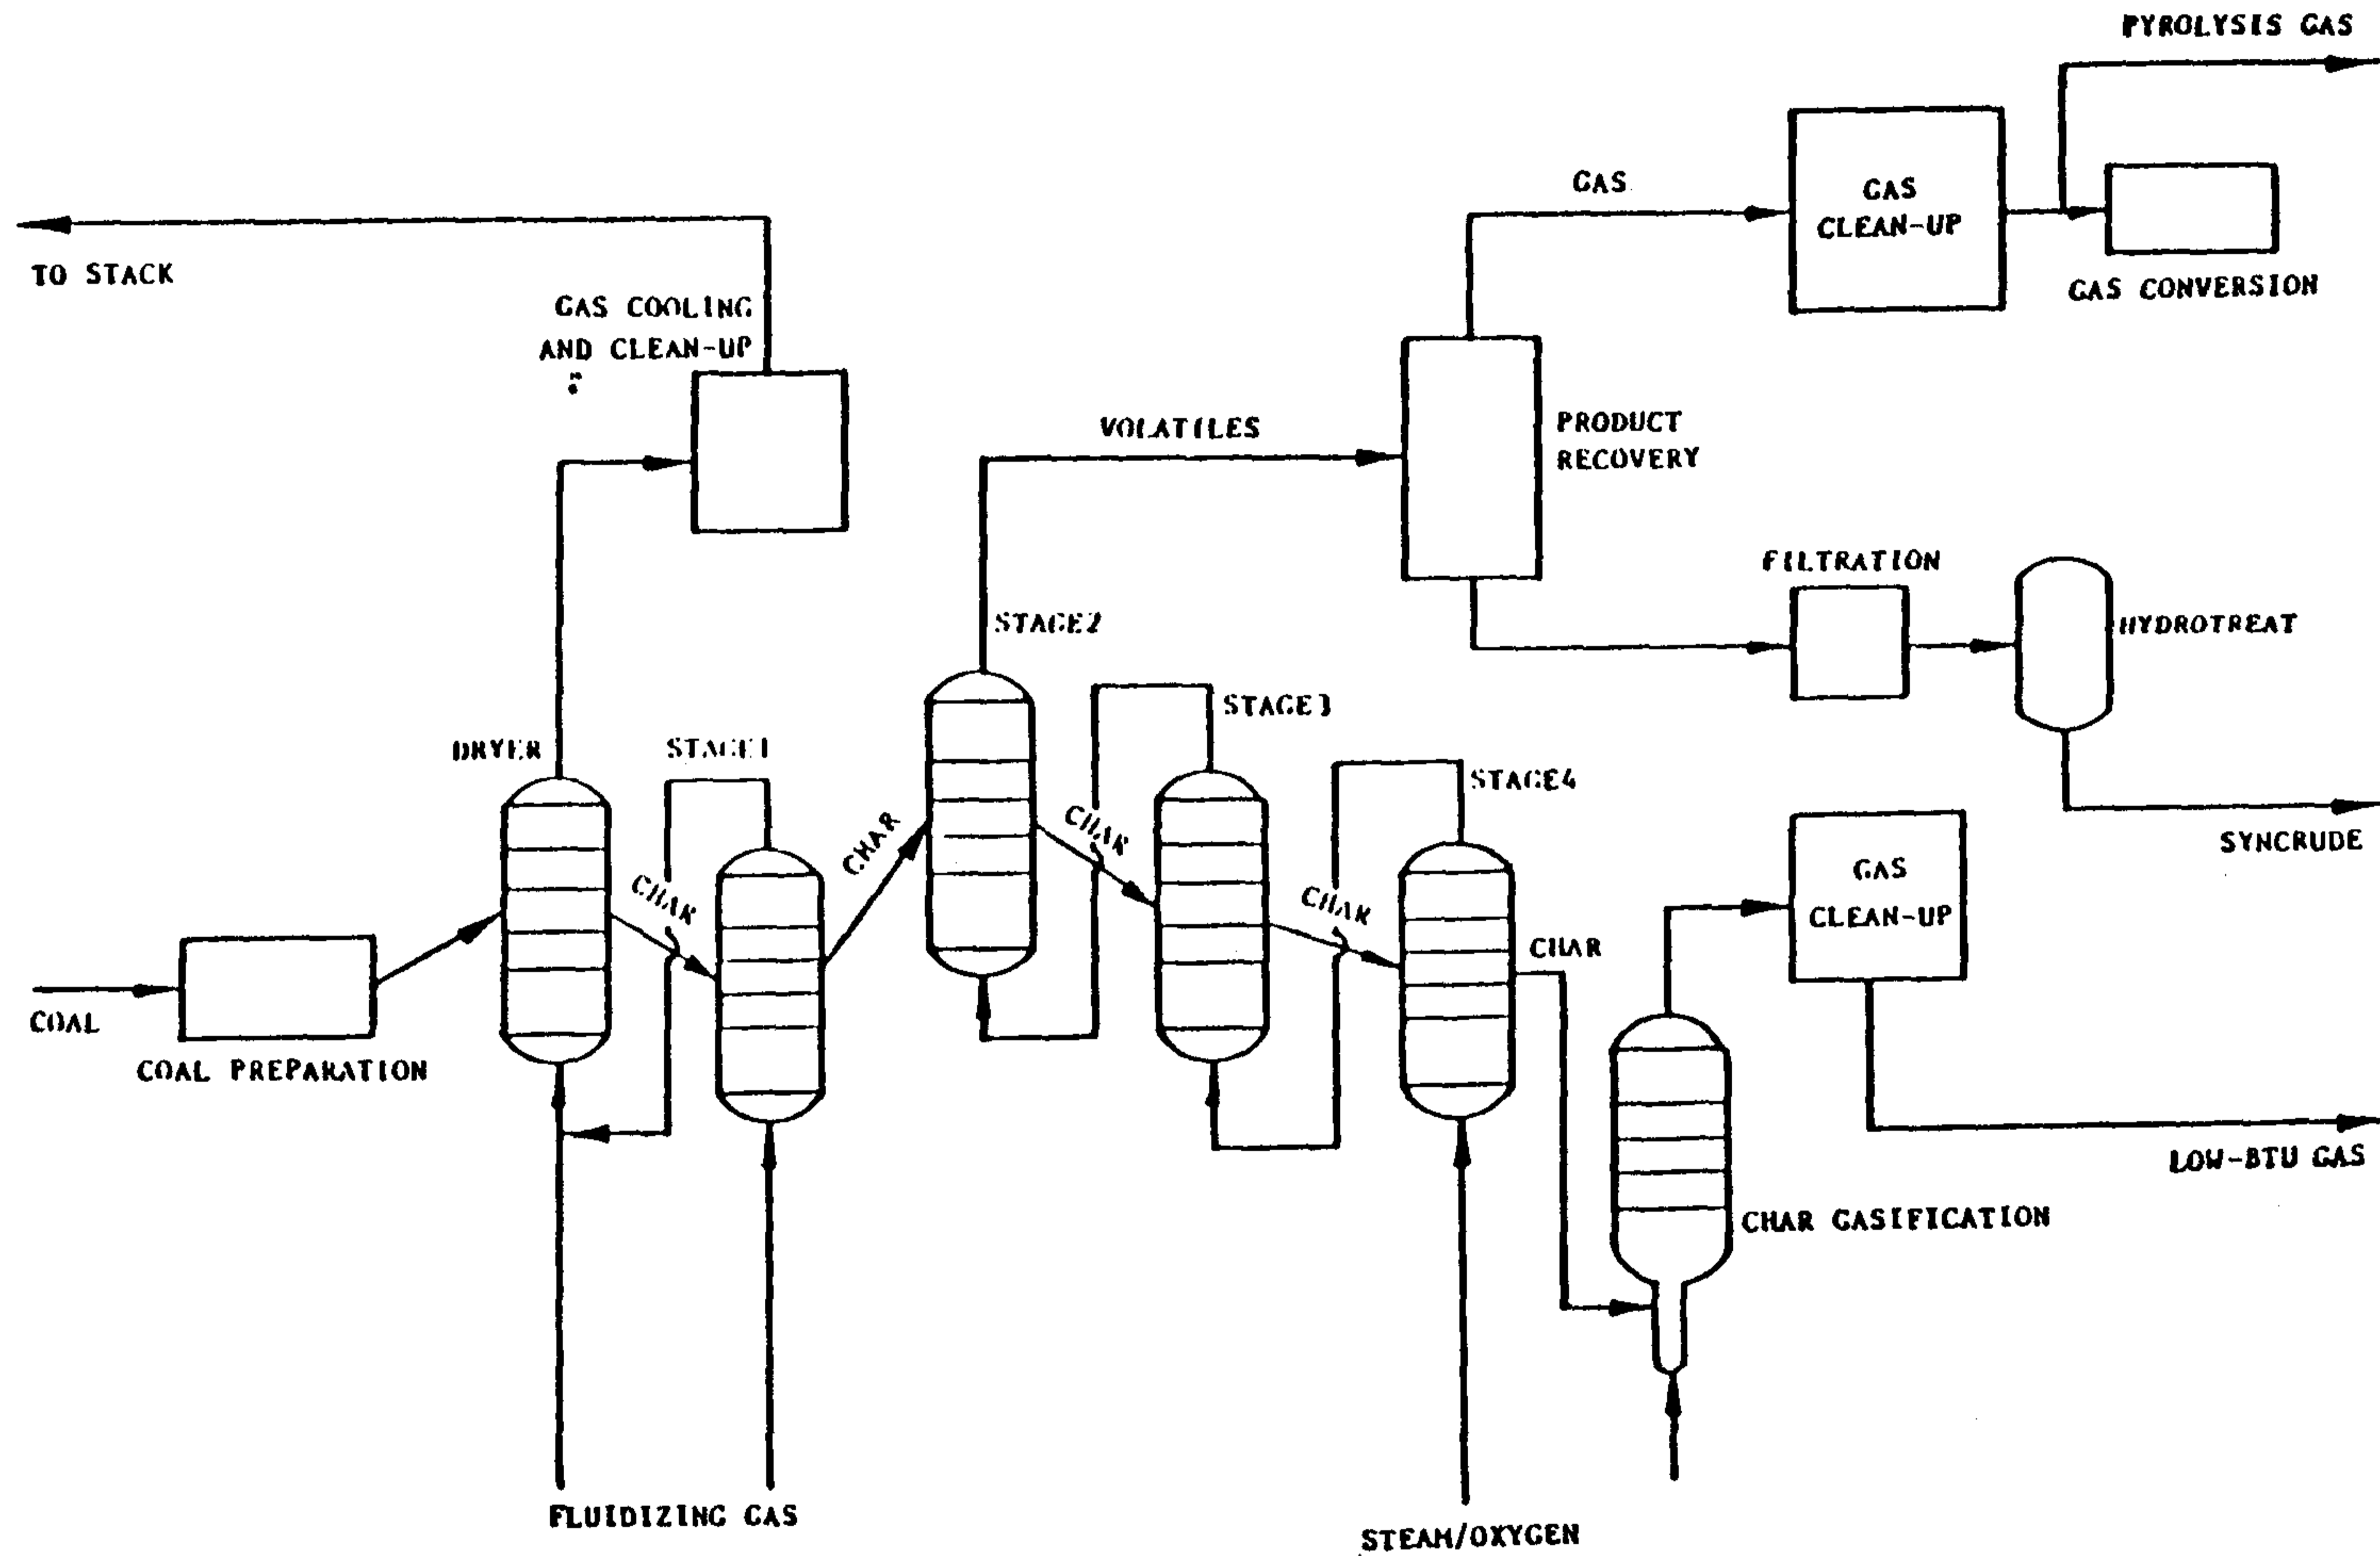 PYROLYSIS GAS
GAS
GAS
CLEAN-UP
GAS CONVERSION
TO STACK
GAS COOLING
AND CLEAN-UP
VOLATILES
PRODUCT
RECOVERY
FILTRATION
HYDROTREAT
SYNCRUDE
STAGE2
STAGE3
STAGE4
DRYER
STAGE1
CHAR
CHAR
CHAR
CHAR
CHAR
GAS
CLEAN-UP
LOW-BTU GAS
COAL
COAL PREPARATION
CHAR GASIFICATION
FLUIDIZING GAS
STEAM/OXYGEN